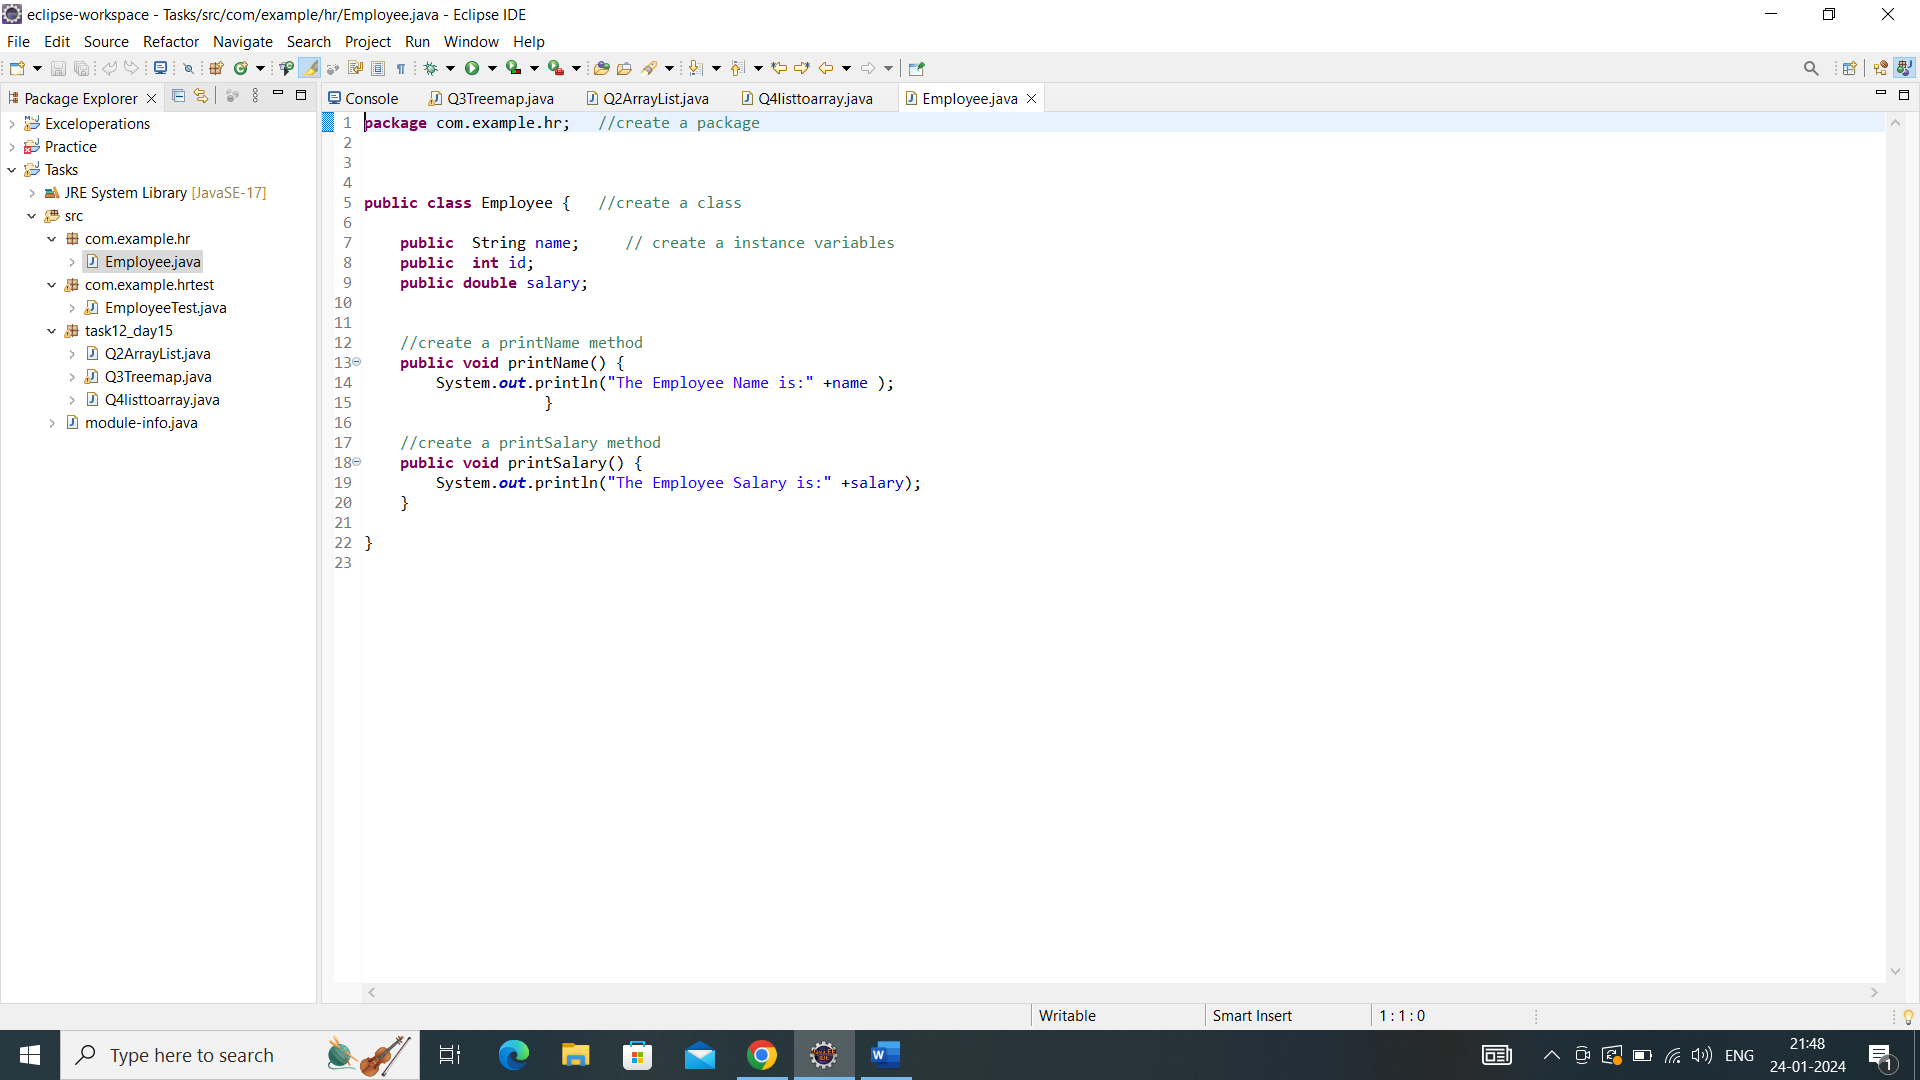 eclipse-workspace - Tasks/src/com/example/hr/Employee.java - Eclipse IDE
File Edit Source Refactor Navigate Search Project Run Window Help
Package Explorer
Exceloperations
Practice
Tasks
JRE System Library [JavaSE-17]
src
com.example.hr
Employee.java
com.example.hrtest
EmployeeTest.java
task12_day15
Q2ArrayList.java
Q3Treemap.java
Q4listtoarray.java
module-info.java
Console Q3Treemap.java Q2ArrayList.java Q4listtoarray.java Employee.java
1 package com.example.hr;   //create a package
2
3
4
5 public class Employee {   //create a class
6
7     public  String name;     // create a instance variables
8     public  int id;
9     public double salary;
10
11
12     //create a printName method
13     public void printName() {
14         System.out.println("The Employee Name is:" +name );
15                     }
16
17     //create a printSalary method
18     public void printSalary() {
19         System.out.println("The Employee Salary is:" +salary);
20     }
21
22 }
23
Writable Smart Insert 1 : 1 : 0
Type here to search
ENG
21:48
24-01-2024
1